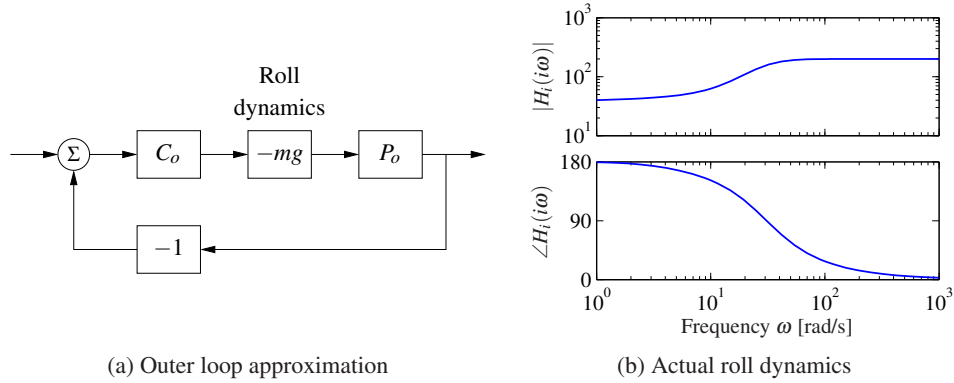 Roll
dynamics
Σ
C_o
−mg
P_o
−1
(a) Outer loop approximation
10^3
10^2
10^1
|H_i(iω)|
180
90
0
∠H_i(iω)
10^0 10^1 10^2 10^3
Frequency ω [rad/s]
(b) Actual roll dynamics